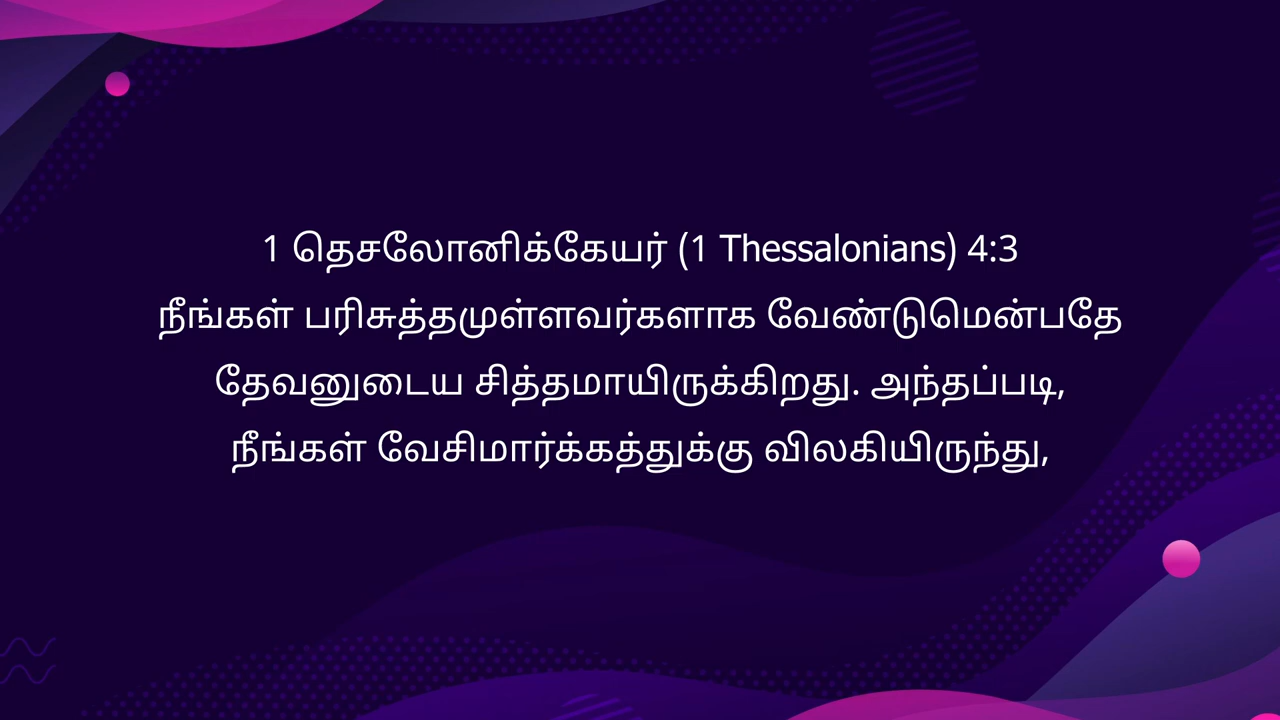 1 தெசலோனிக்கேயர் (1 Thessalonians) 4:3
நீங்கள் பரிசுத்தமுள்ளவர்களாக வேண்டுமென்பதே
தேவனுடைய சித்தமாயிருக்கிறது. அந்தப்படி,
நீங்கள் வேசிமார்க்கத்துக்கு விலகியிருந்து,